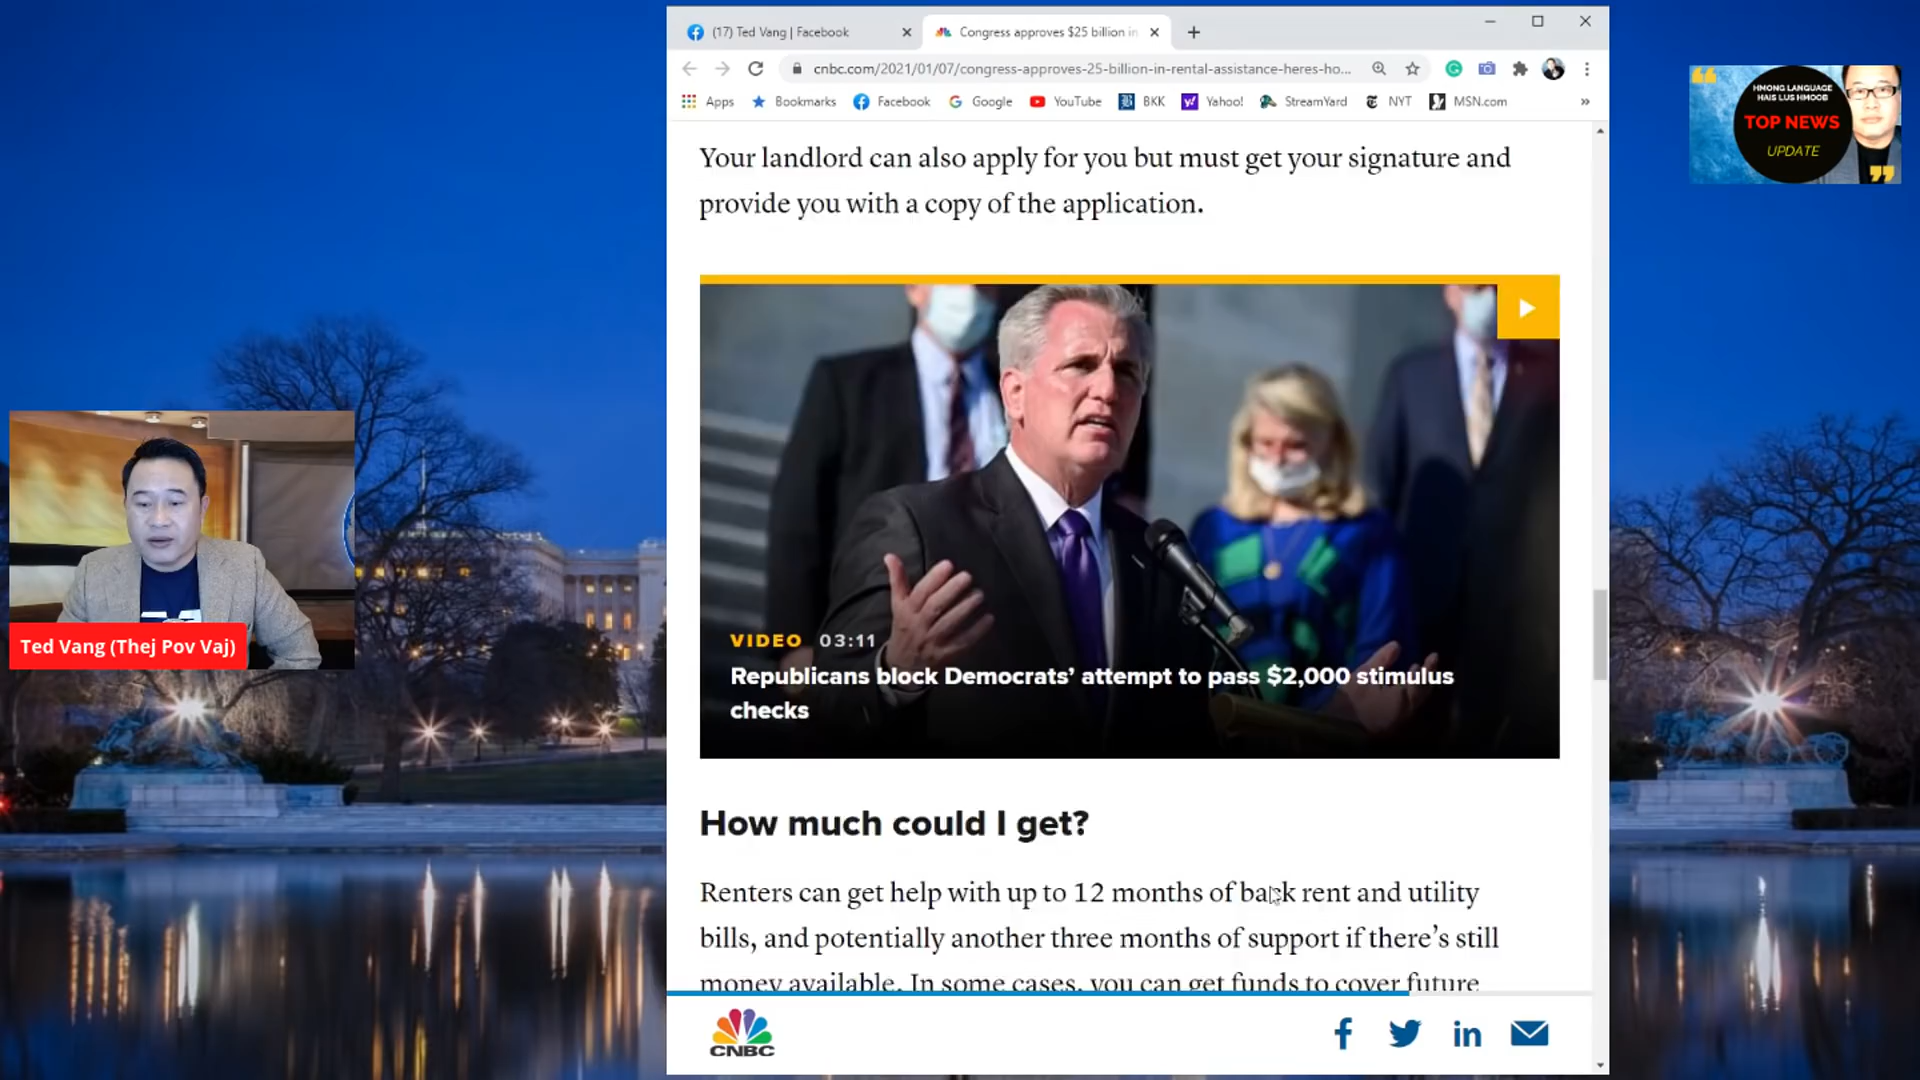 (17) Ted Vang | Facebook
Congress approves $25 billion in
cnbc.com/2021/01/07/congress-approves-25-billion-in-rental-assistance-heres-ho...
Apps
Bookmarks
Facebook
Google
YouTube
BKK
Yahoo!
StreamYard
NYT
MSN.com
»
Your landlord can also apply for you but must get your signature and
provide you with a copy of the application.
VIDEO 03:11
Republicans block Democrats’ attempt to pass $2,000 stimulus
checks
How much could I get?
Renters can get help with up to 12 months of back rent and utility
bills, and potentially another three months of support if there’s still
money available. In some cases, you can get funds to cover future
CNBC
Ted Vang (Thej Pov Vaj)
HMONG LANGUAGE
HAIS LUS HMOOB
TOP NEWS
UPDATE